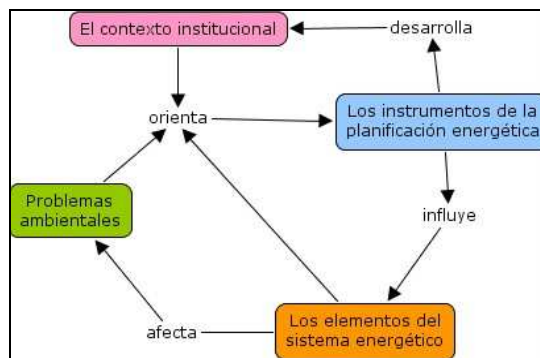 El contexto institucional
desarrolla
orienta
Los instrumentos de la
planificación energética
Problemas
ambientales
influye
Los elementos del
sistema energético
afecta